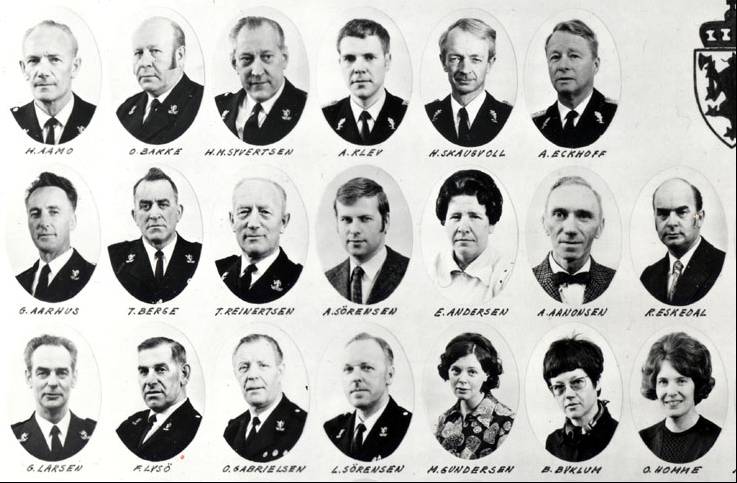 H. AAMO O. BAKKE H. H. SYVERTSEN A. KLEV H. SKAUGVOLL A. ECKHOFF
G. AARHUS T. BERGE T. REINERTSEN A. SÖRENSEN E. ANDERSEN A. AANONSEN R. ESKEDAL
G. LARSEN F. LYSÖ O. GABRIELSEN L. SÖRENSEN M. GUNDERSEN B. BYKLUM O. HOMME